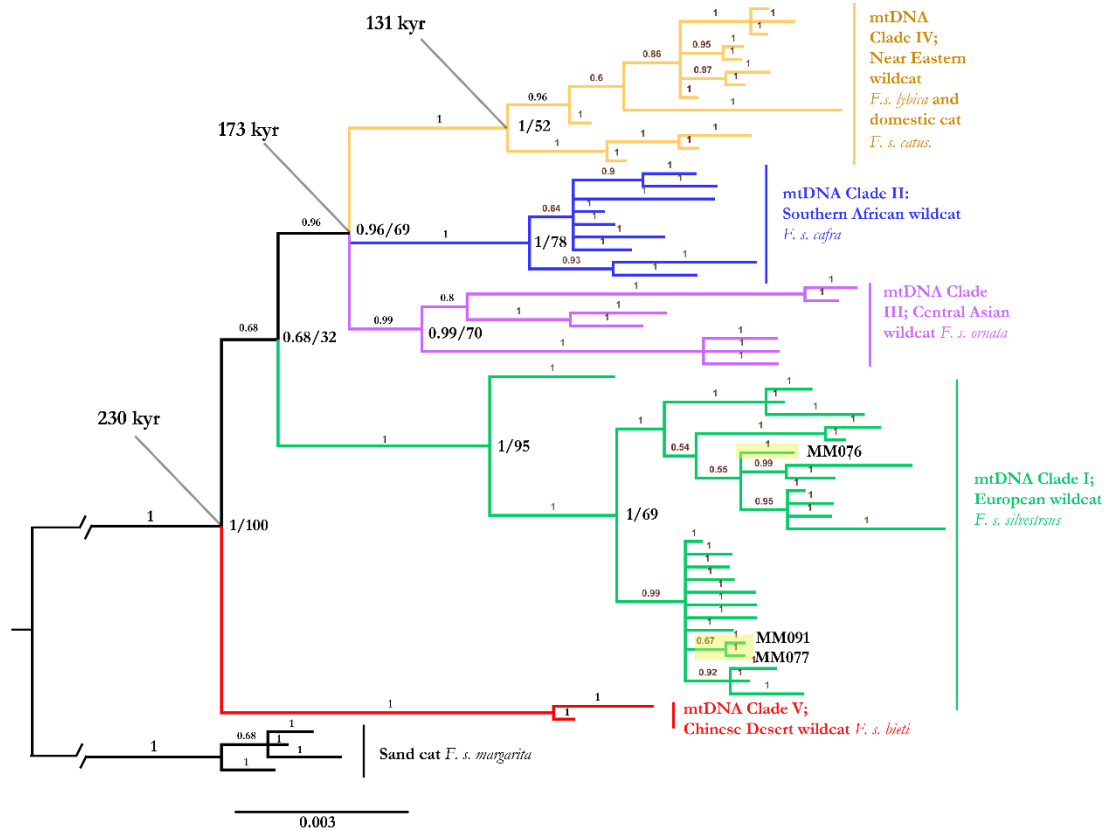 131 kyr
173 kyr
230 kyr
mtDNA
Clade IV;
Near Eastern
wildcat
F.s. lybica and
domestic cat
F. s. catus.
mtDNA Clade II:
Southern African wildcat
F. s. cafra
mtDNA Clade
III; Central Asian
wildcat F. s. ornata
mtDNA Clade I;
European wildcat
F. s. silvestrsus
mtDNA Clade V;
Chinese Desert wildcat F. s. bieti
Sand cat F. s. margarita
MM076
MM091
MM077
1/52
0.96/69
1/78
0.99/70
0.68/32
1/95
1/69
1/100
0.86
0.95
0.97
0.6
0.96
1
0.96
0.9
0.64
0.93
1
0.8
0.99
0.68
1
0.54
0.55
0.99
0.95
0.99
0.67
0.92
1
1
0.68
1
0.003